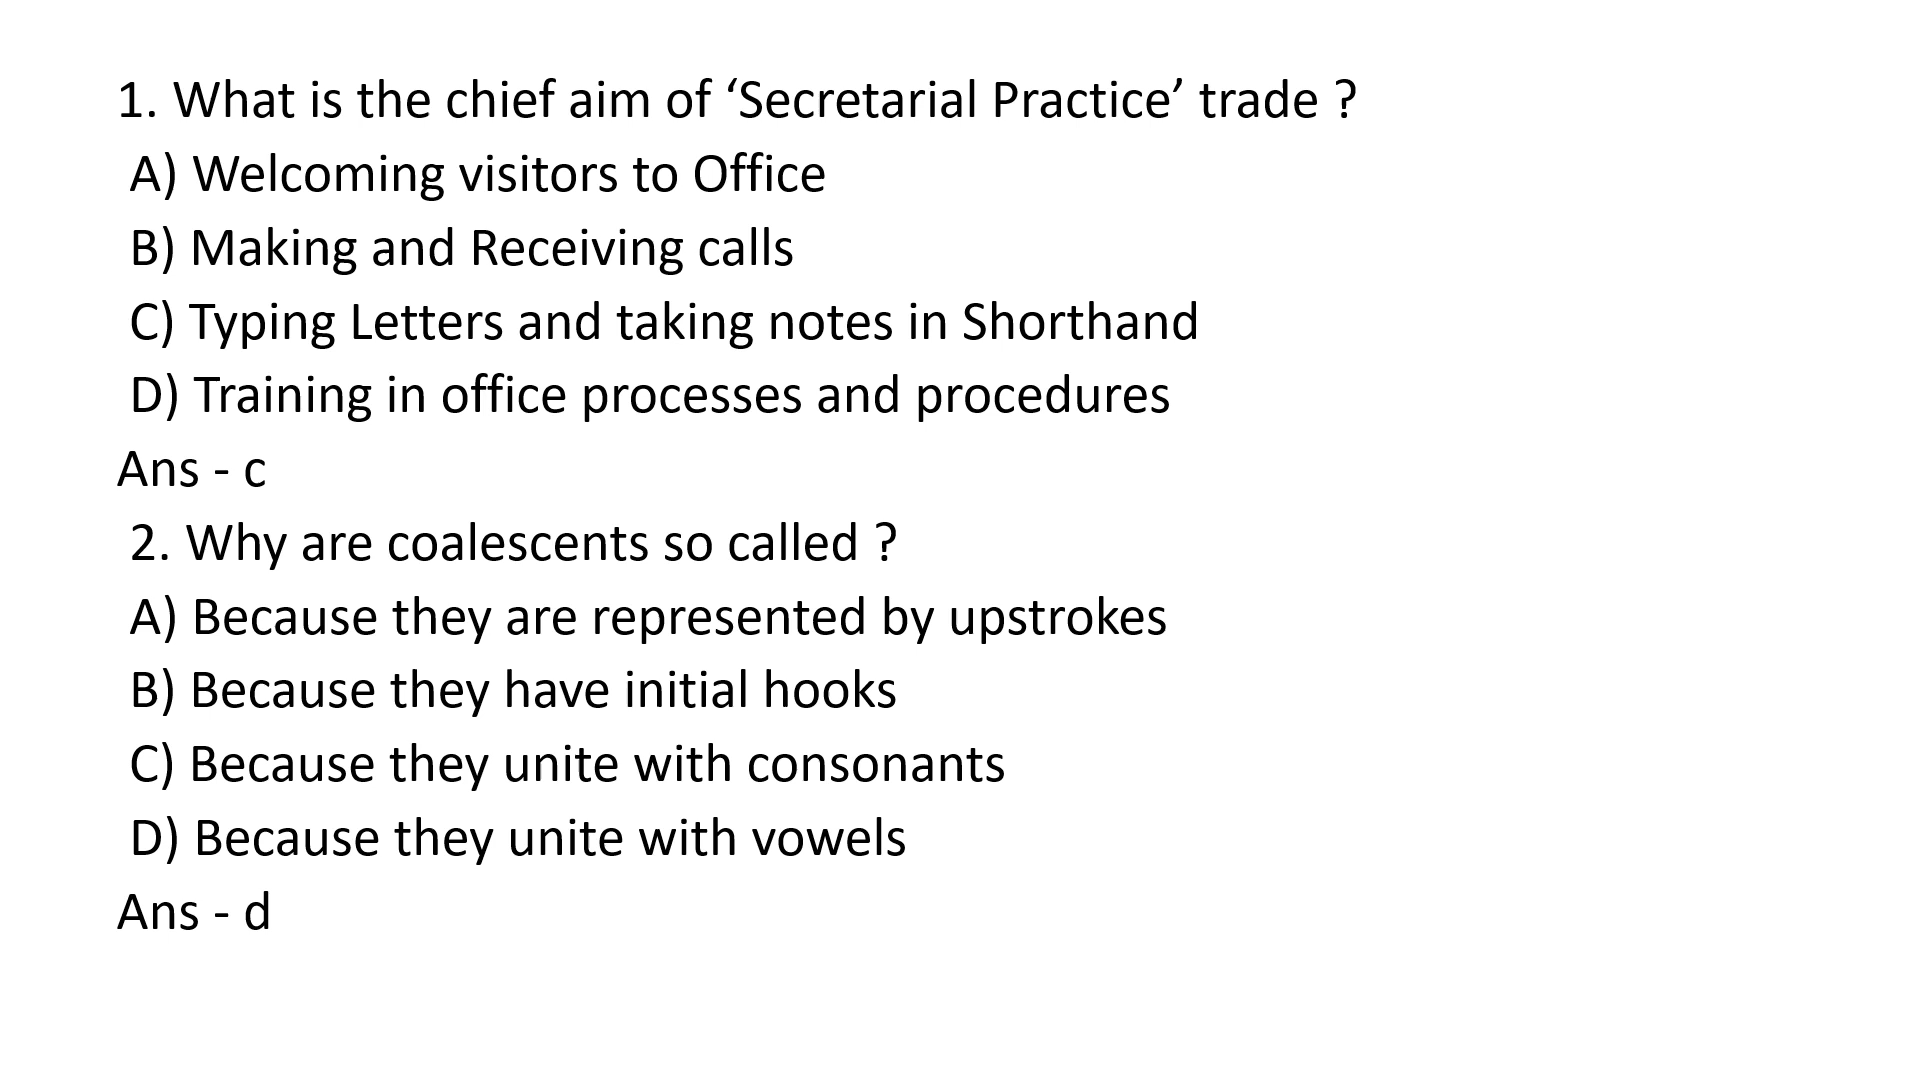 1. What is the chief aim of ‘Secretarial Practice’ trade ?
A) Welcoming visitors to Office
B) Making and Receiving calls
C) Typing Letters and taking notes in Shorthand
D) Training in office processes and procedures
Ans - c
2. Why are coalescents so called ?
A) Because they are represented by upstrokes
B) Because they have initial hooks
C) Because they unite with consonants
D) Because they unite with vowels
Ans - d